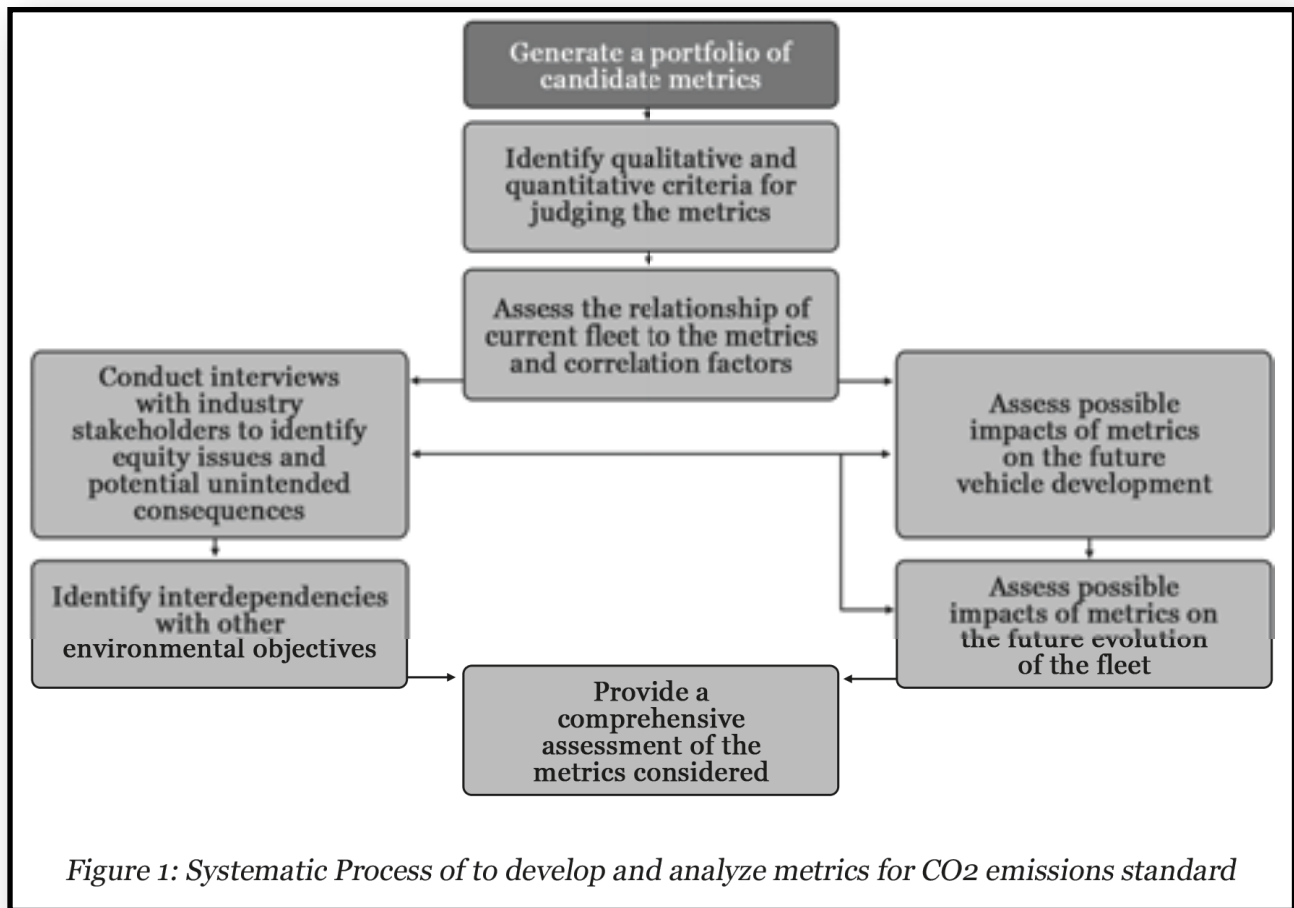 Generate a portfolio of
candidate metrics
Identify qualitative and
quantitative criteria for
judging the metrics
Assess the relationship of
current fleet to the metrics
and correlation factors
Conduct interviews
with industry
stakeholders to identify
equity issues and
potential unintended
consequences
Assess possible
impacts of metrics
on the future
vehicle development
Identify interdependencies
with other
environmental objectives
Assess possible
impacts of metrics on
the future evolution
of the fleet
Provide a
comprehensive
assessment of the
metrics considered
Figure 1: Systematic Process of to develop and analyze metrics for CO2 emissions standard